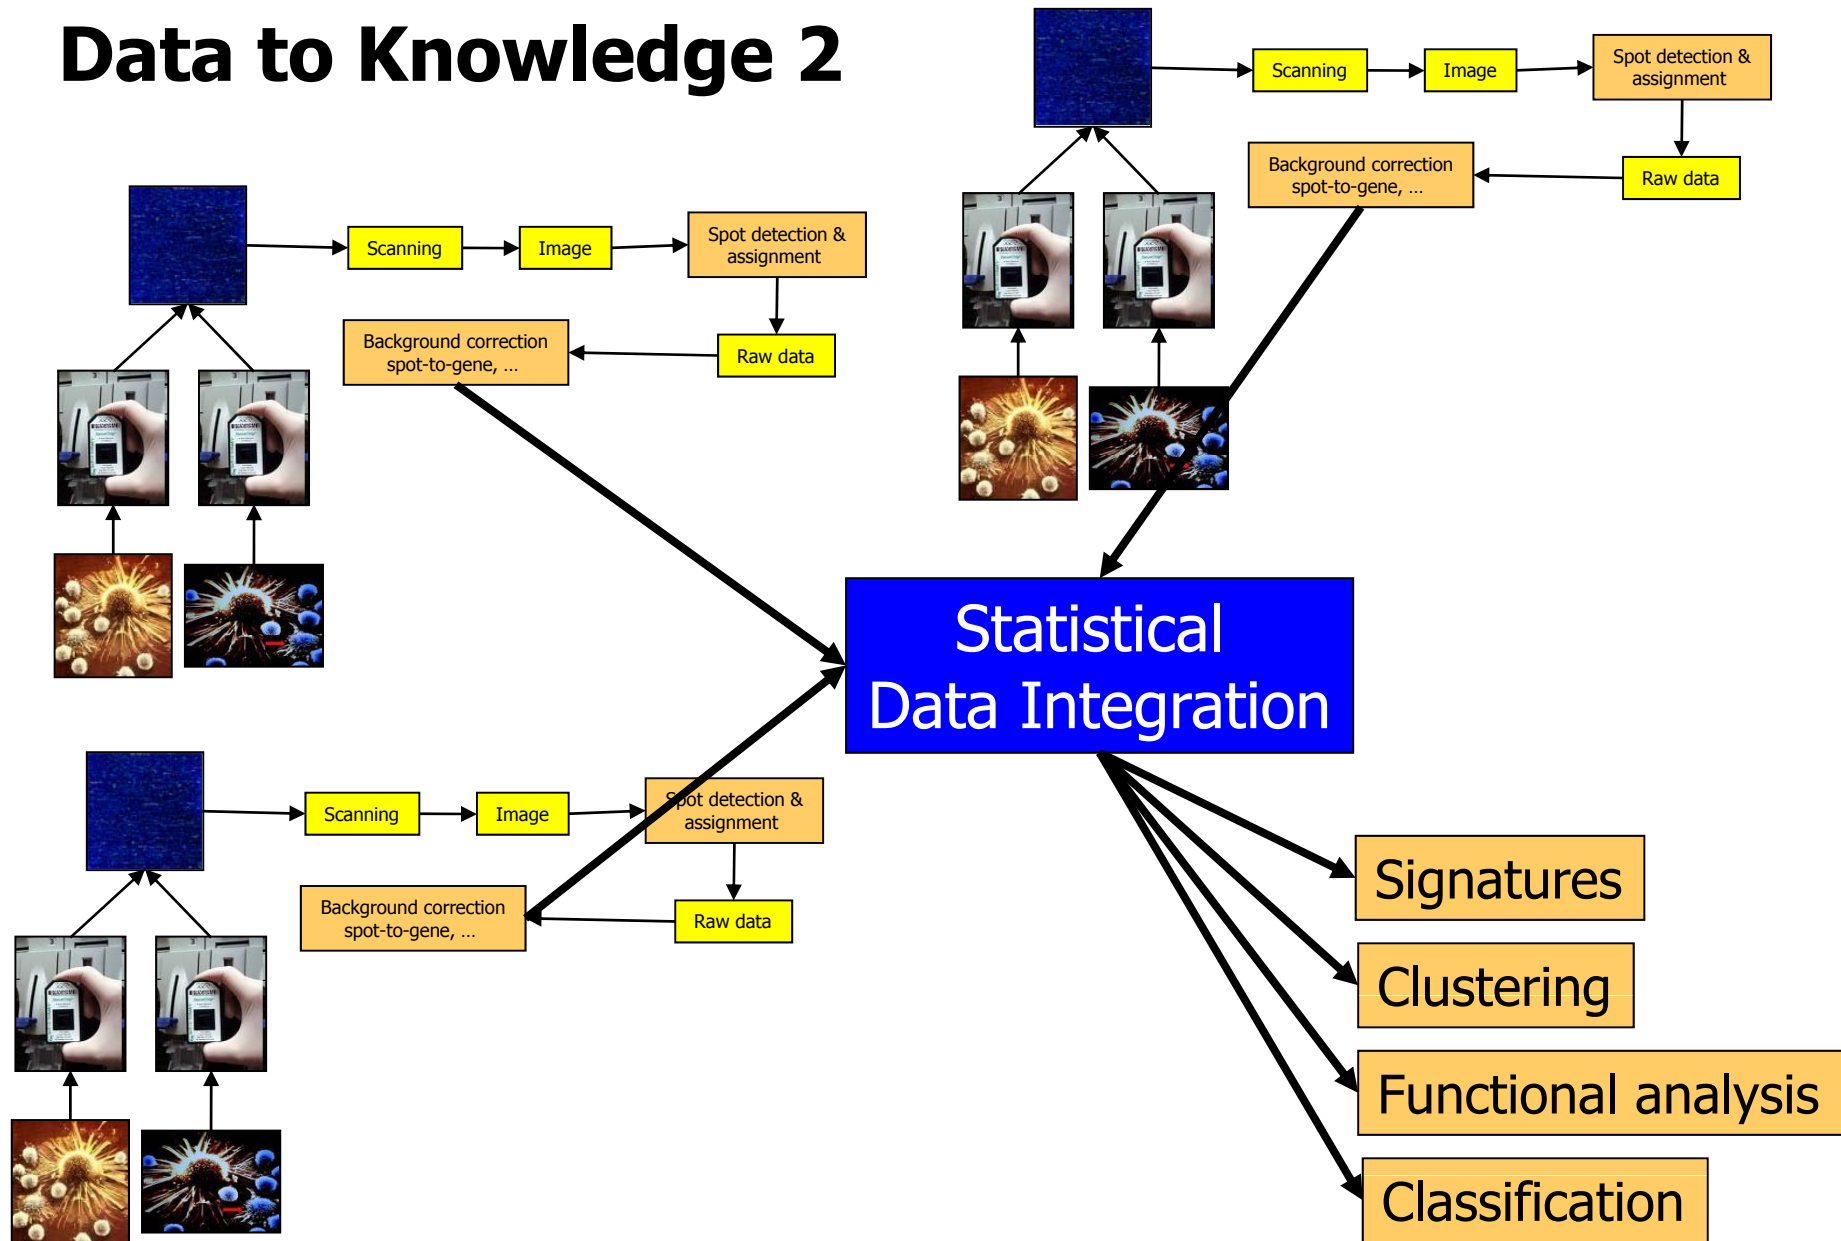 Data to Knowledge 2
Scanning
Image
Spot detection &
assignment
Background correction
spot-to-gene, ...
Raw data
Scanning
Image
Spot detection &
assignment
Background correction
spot-to-gene, ...
Raw data
Statistical
Data Integration
Scanning
Image
Spot detection &
assignment
Background correction
spot-to-gene, ...
Raw data
Signatures
Clustering
Functional analysis
Classification